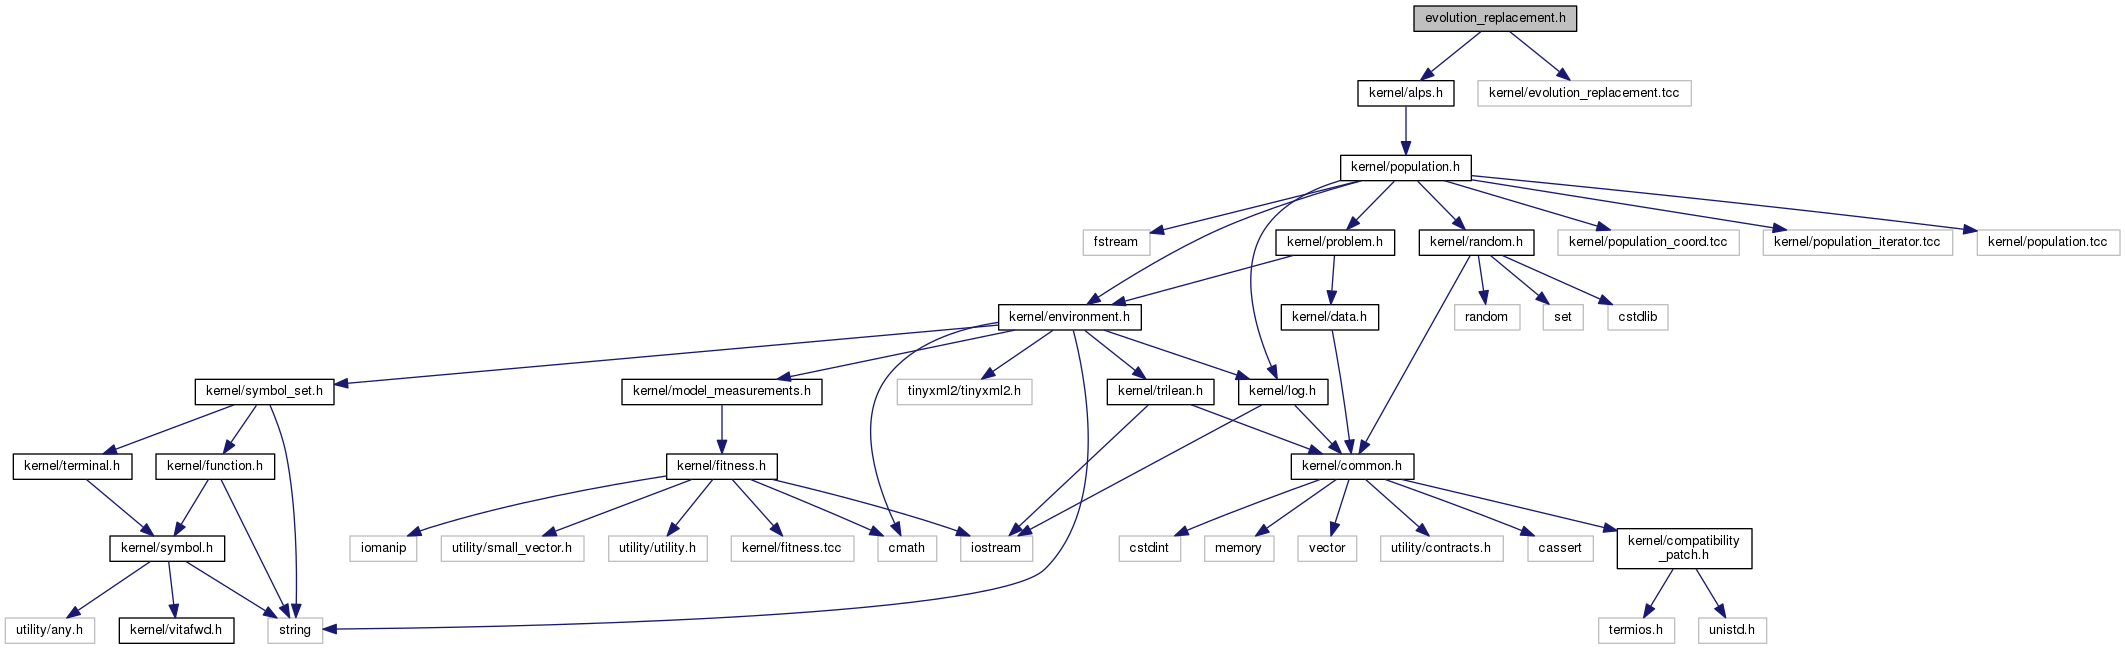 evolution_replacement.h
kernel/alps.h
kernel/evolution_replacement.tcc
kernel/population.h
fstream
kernel/problem.h
kernel/random.h
kernel/population_coord.tcc
kernel/population_iterator.tcc
kernel/population.tcc
kernel/environment.h
kernel/data.h
random
set
cstdlib
kernel/symbol_set.h
kernel/model_measurements.h
tinyxml2/tinyxml2.h
kernel/trilean.h
kernel/log.h
kernel/terminal.h
kernel/function.h
kernel/fitness.h
kernel/common.h
kernel/symbol.h
iomanip
utility/small_vector.h
utility/utility.h
kernel/fitness.tcc
cmath
iostream
cstdint
memory
vector
utility/contracts.h
cassert
kernel/compatibility
_patch.h
utility/any.h
kernel/vitafwd.h
string
termios.h
unistd.h